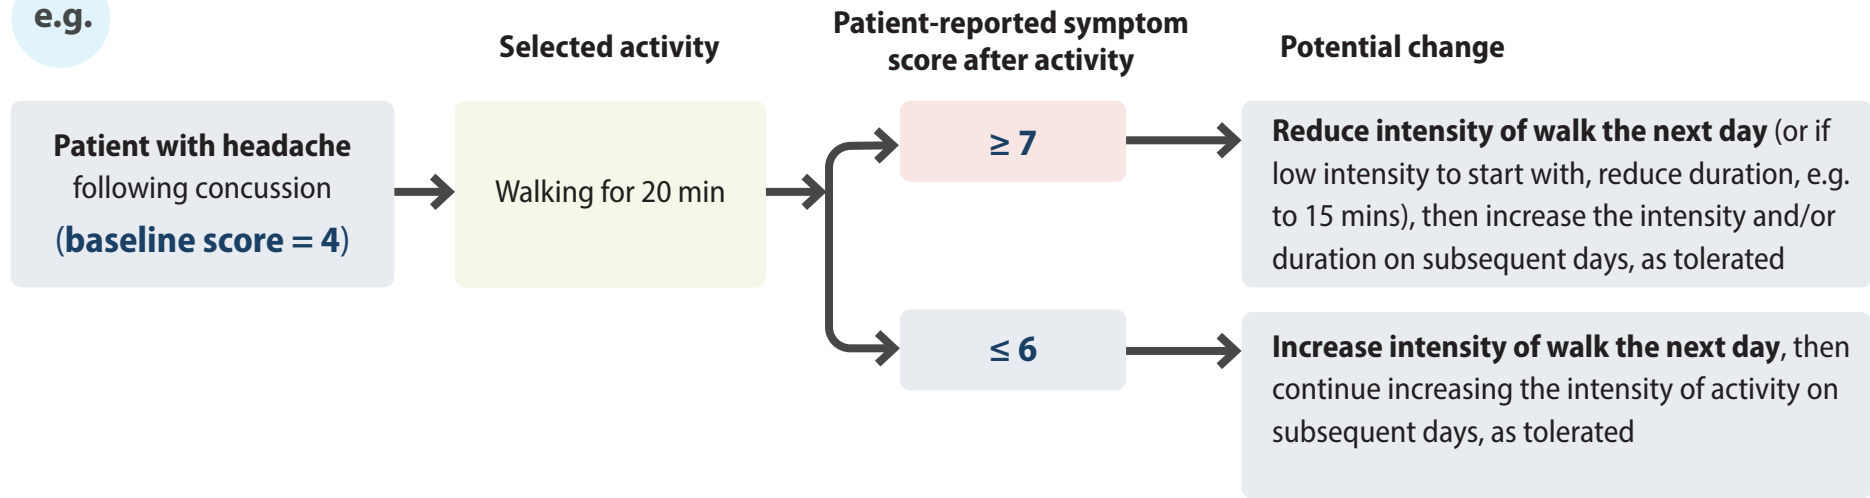 e.g.
Selected activity
Patient-reported symptom
score after activity
Potential change
Patient with headache
following concussion
(baseline score = 4)
Walking for 20 min
≥ 7
Reduce intensity of walk the next day (or if
low intensity to start with, reduce duration, e.g.
to 15 mins), then increase the intensity and/or
duration on subsequent days, as tolerated
≤ 6
Increase intensity of walk the next day, then
continue increasing the intensity of activity on
subsequent days, as tolerated